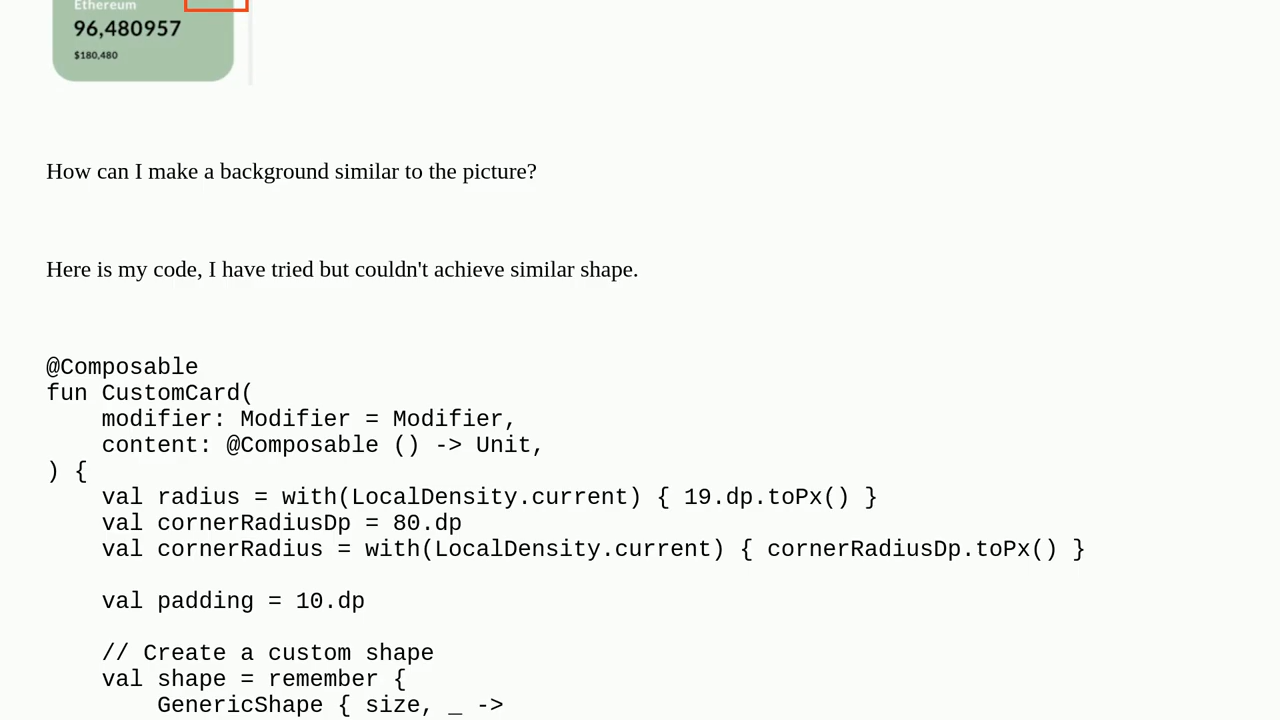 Ethereum
96,480957
$180,480
How can I make a background similar to the picture?
Here is my code, I have tried but couldn't achieve similar shape.
@Composable
fun CustomCard(
    modifier: Modifier = Modifier,
    content: @Composable () -> Unit,
) {
    val radius = with(LocalDensity.current) { 19.dp.toPx() }
    val cornerRadiusDp = 80.dp
    val cornerRadius = with(LocalDensity.current) { cornerRadiusDp.toPx() }
    val padding = 10.dp
    // Create a custom shape
    val shape = remember {
        GenericShape { size, _ ->